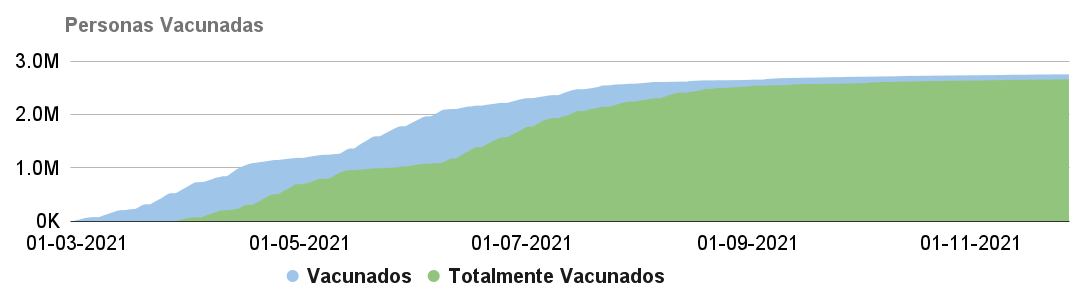 Personas Vacunadas
3.0M
2.0M
1.0M
0K
01-03-2021 01-05-2021 01-07-2021 01-09-2021 01-11-2021
Vacunados Totalmente Vacunados